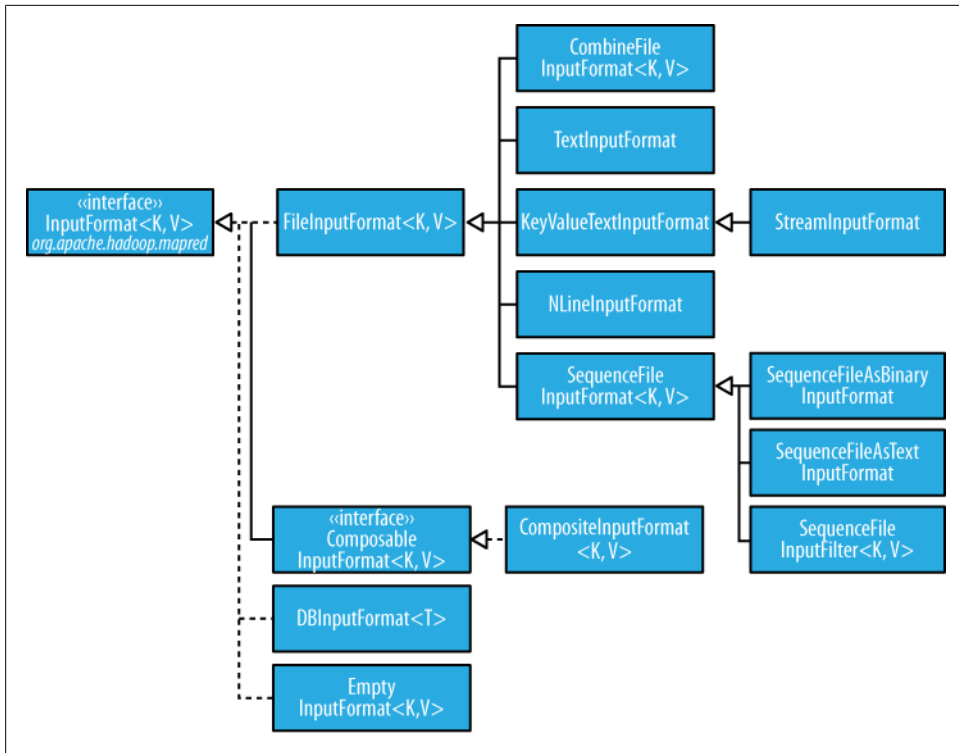 CombineFile
InputFormat<K, V>
TextInputFormat
‹‹interface››
InputFormat<K, V>
org.apache.hadoop.mapred
FileInputFormat<K, V>
KeyValueTextInputFormat
StreamInputFormat
NLineInputFormat
SequenceFile
InputFormat<K, V>
SequenceFileAsBinary
InputFormat
SequenceFileAsText
InputFormat
SequenceFile
InputFilter<K, V>
‹‹interface››
Composable
InputFormat<K, V>
CompositeInputFormat
<K, V>
DBInputFormat<T>
Empty
InputFormat<K,V>